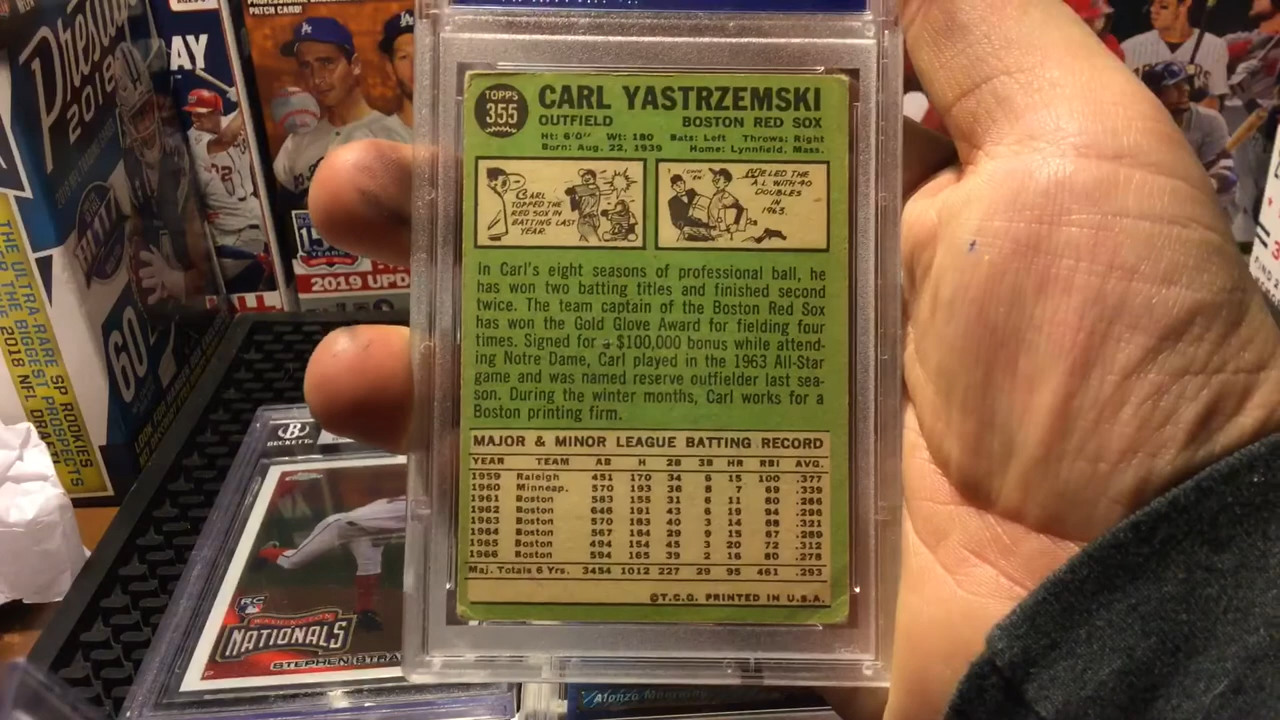 TOPPS
355
CARL YASTRZEMSKI
OUTFIELD BOSTON RED SOX
Ht: 6'0" Wt: 180 Bats: Left Throws: Right
Born: Aug. 22, 1939 Home: Lynnfield, Mass.
CARL
TOPPED THE
RED SOX IN
BATTING LAST
YEAR.
HE LED THE
A L WITH 40
DOUBLES
IN
1963.
In Carl's eight seasons of professional ball, he
has won two batting titles and finished second
twice. The team captain of the Boston Red Sox
has won the Gold Glove Award for fielding four
times. Signed for a $100,000 bonus while attend-
ing Notre Dame, Carl played in the 1963 All-Star
game and was named reserve outfielder last sea-
son. During the winter months, Carl works for a
Boston printing firm.
MAJOR & MINOR LEAGUE BATTING RECORD
YEAR TEAM AB H 2B 3B HR RBI AVG.
1959 Raleigh 451 170 34 6 15 100 .377
1960 Minneap. 570 193 36 8 7 69 .339
1961 Boston 583 155 31 6 11 80 .266
1962 Boston 646 191 43 6 19 94 .296
1963 Boston 570 183 40 3 14 68 .321
1964 Boston 567 164 29 9 15 67 .289
1965 Boston 494 154 45 3 20 72 .312
1966 Boston 594 165 39 2 16 80 .278
Maj. Totals 6 Yrs. 3454 1012 227 29 95 461 .293
©T.C.G. PRINTED IN U.S.A.
Prestige
2018
60
THE ULTRA-RARE SP ROOKIES
THE BIGGEST PROSPECTS
THE 2018 NFL DRAFT
LOOK FOR
AY
PATCH CARD!
LA
150
YEARS
2019 UPD
B
BECKETT
RC
WASHINGTON
NATIONALS
STEPHEN STRA
Alfonzo